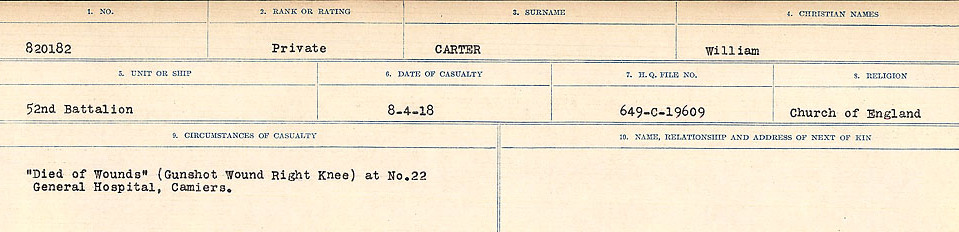 1. NO. 2. RANK OR RATING 3. SURNAME 4. CHRISTIAN NAMES
820182 Private CARTER William
5. UNIT OR SHIP 6. DATE OF CASUALTY 7. H.Q. FILE NO. 8. RELIGION
52nd Battalion 8-4-18 649-C-19609 Church of England
9. CIRCUMSTANCES OF CASUALTY 10. NAME, RELATIONSHIP AND ADDRESS OF NEXT OF KIN
"Died of Wounds" (Gunshot Wound Right Knee) at No.22
General Hospital, Camiers.